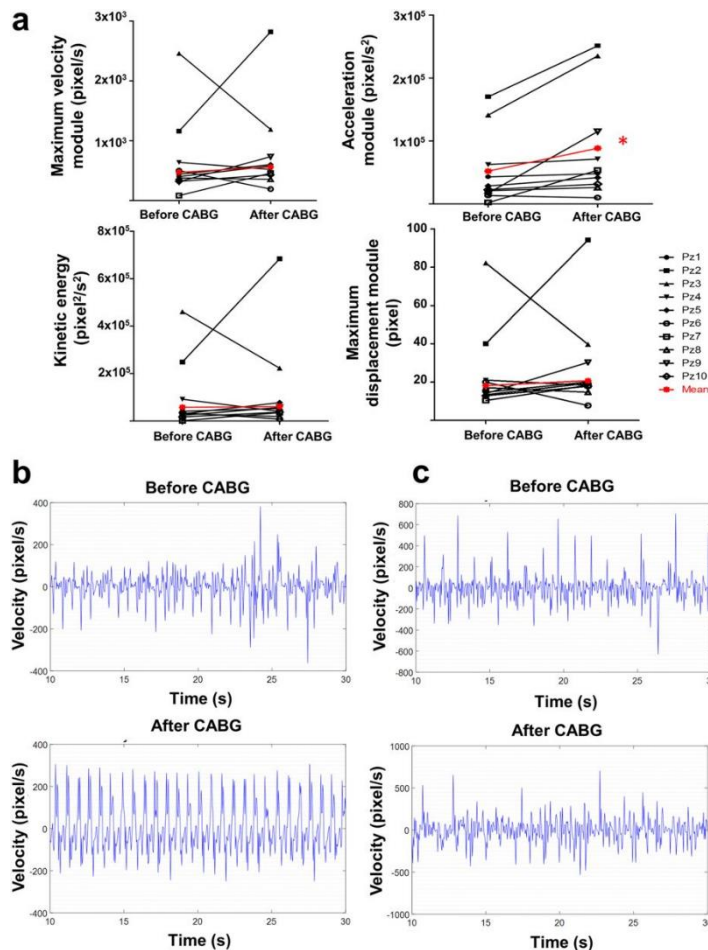 a
Maximum velocity
module (pixel/s)
3x10³
2x10³
1x10³
Before CABG After CABG
Acceleration
module (pixel/s²)
3x10⁵
2x10⁵
1x10⁵
*
Before CABG After CABG
Kinetic energy
(pixel²/s²)
8x10⁵
6x10⁵
4x10⁵
2x10⁵
Before CABG After CABG
Maximum
displacement module
(pixel)
100
80
60
40
20
Before CABG After CABG
Pz1
Pz2
Pz3
Pz4
Pz5
Pz6
Pz7
Pz8
Pz9
Pz10
Mean
b
Before CABG
Velocity (pixel/s)
400
200
0
-200
-400
10 15 20 25 30
Time (s)
After CABG
Velocity (pixel/s)
400
200
0
-200
-400
10 15 20 25 30
Time (s)
c
Before CABG
Velocity (pixel/s)
800
600
400
200
0
-200
-400
-600
-800
10 15 20 25 30
Time (s)
After CABG
Velocity (pixel/s)
1000
500
0
-500
-1000
10 15 20 25 30
Time (s)